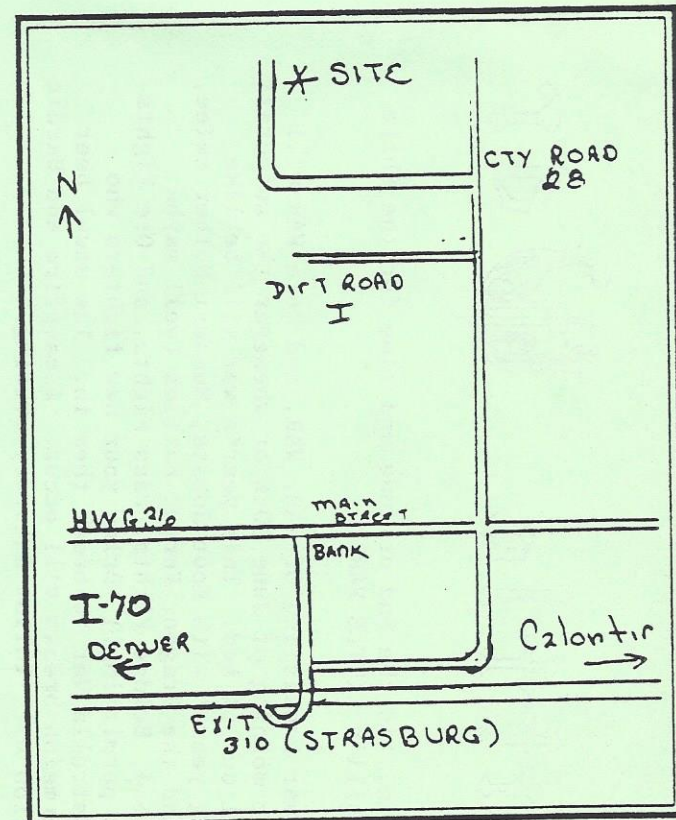 * SITE
CTY ROAD
28
N
DIRT ROAD
I
HWG 36
MAIN
STREET
BANK
I-70
DENVER
Calontir
EXIT
310 (STRASBURG)